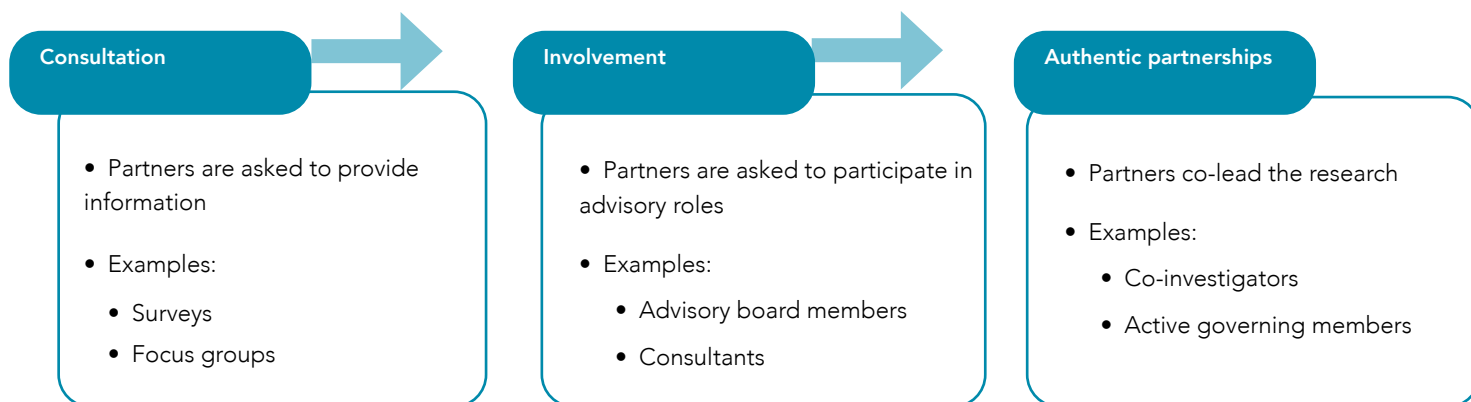 Consultation
• Partners are asked to provide
information
• Examples:
• Surveys
• Focus groups
Involvement
• Partners are asked to participate in
advisory roles
• Examples:
• Advisory board members
• Consultants
Authentic partnerships
• Partners co-lead the research
• Examples:
• Co-investigators
• Active governing members